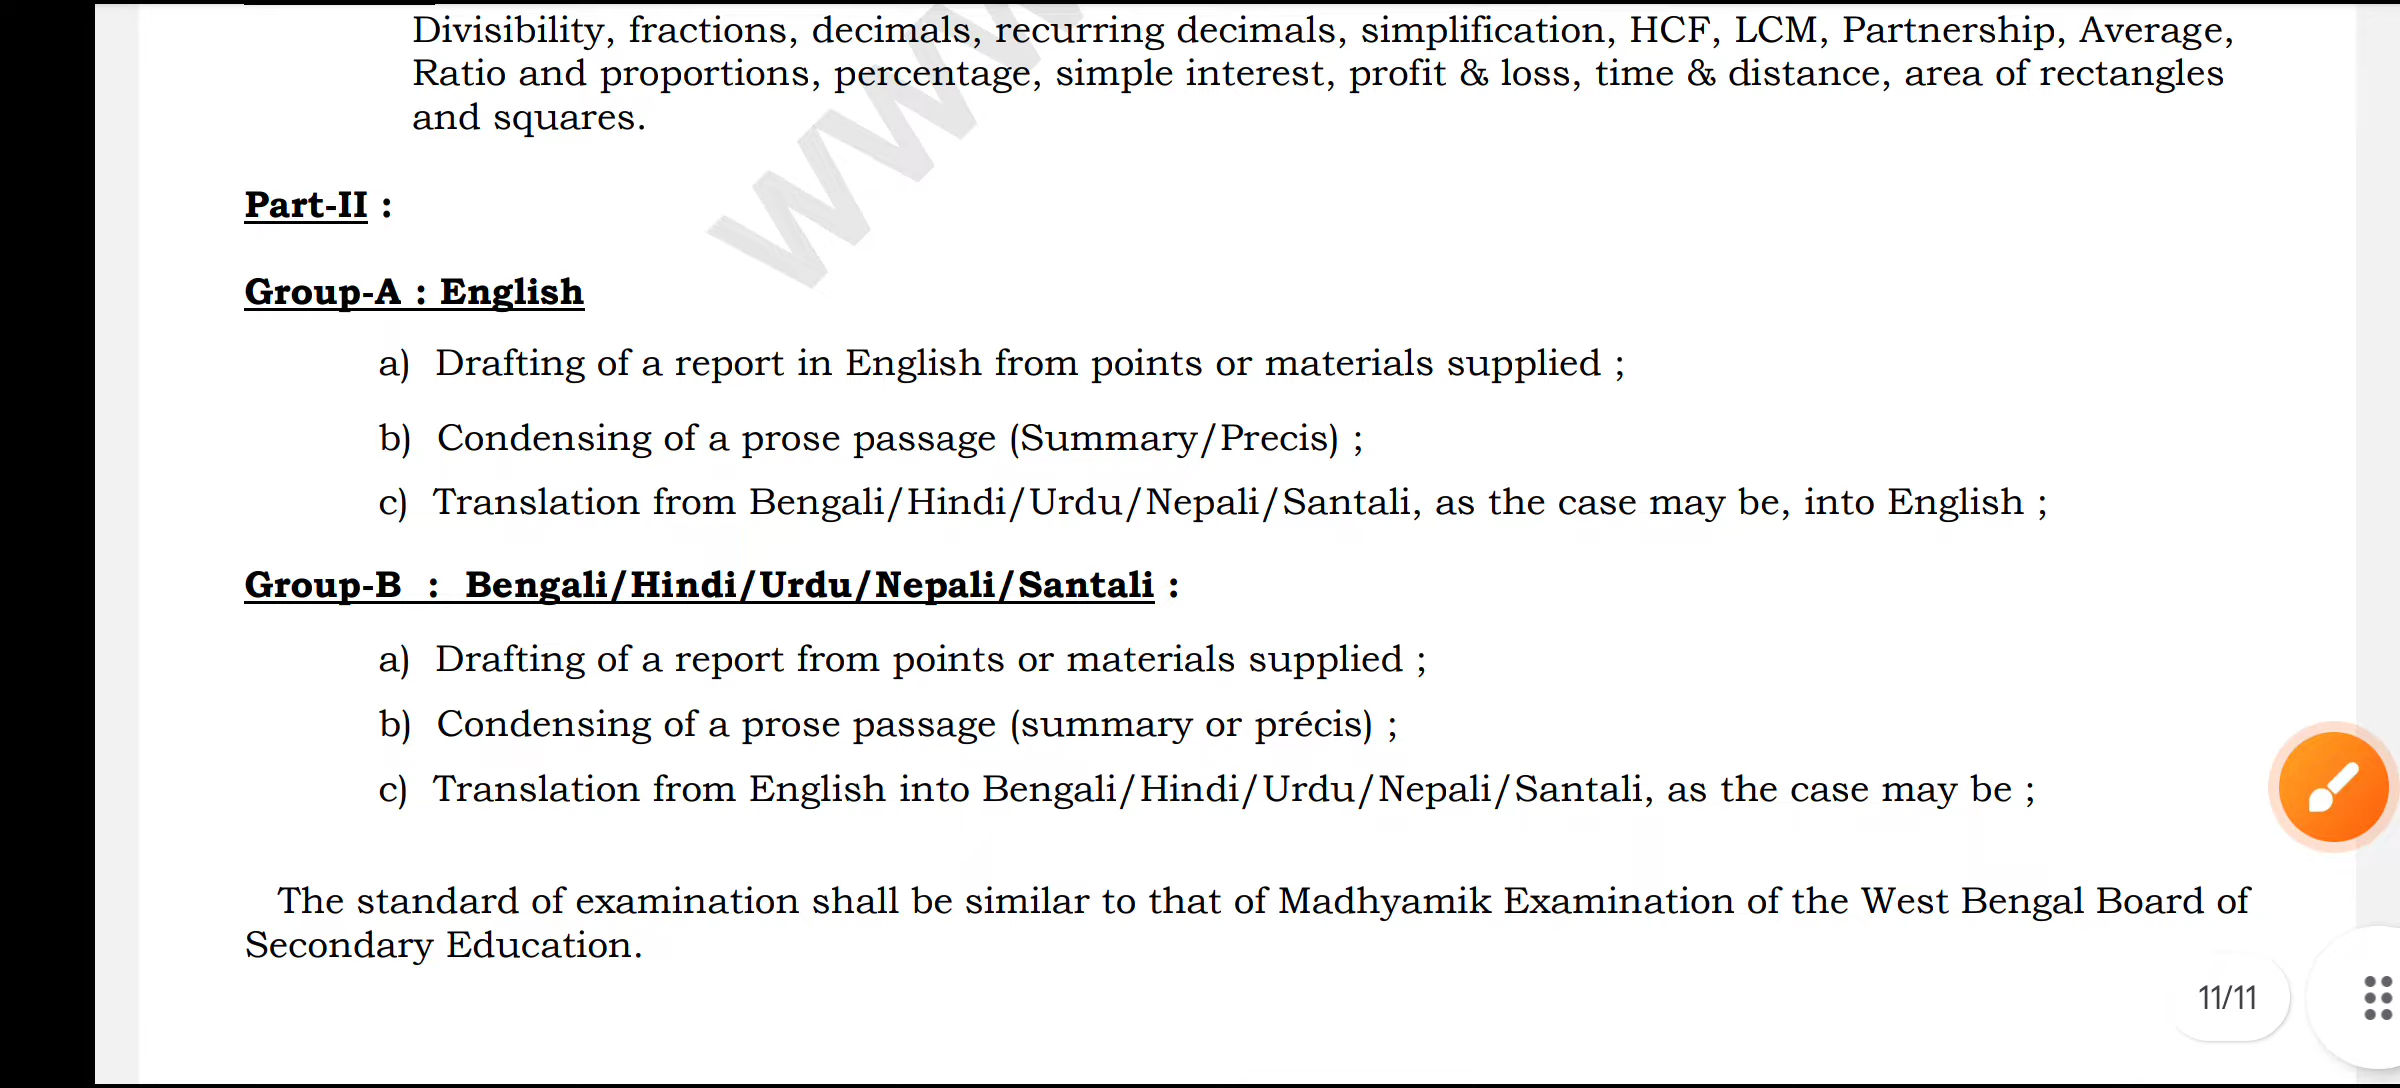 Divisibility, fractions, decimals, recurring decimals, simplification, HCF, LCM, Partnership, Average,
Ratio and proportions, percentage, simple interest, profit & loss, time & distance, area of rectangles
and squares.
Part-II :
Group-A : English
a) Drafting of a report in English from points or materials supplied ;
b) Condensing of a prose passage (Summary/Precis) ;
c) Translation from Bengali/Hindi/Urdu/Nepali/Santali, as the case may be, into English ;
Group-B : Bengali/Hindi/Urdu/Nepali/Santali :
a) Drafting of a report from points or materials supplied ;
b) Condensing of a prose passage (summary or précis) ;
c) Translation from English into Bengali/Hindi/Urdu/Nepali/Santali, as the case may be ;
The standard of examination shall be similar to that of Madhyamik Examination of the West Bengal Board of
Secondary Education.
11/11